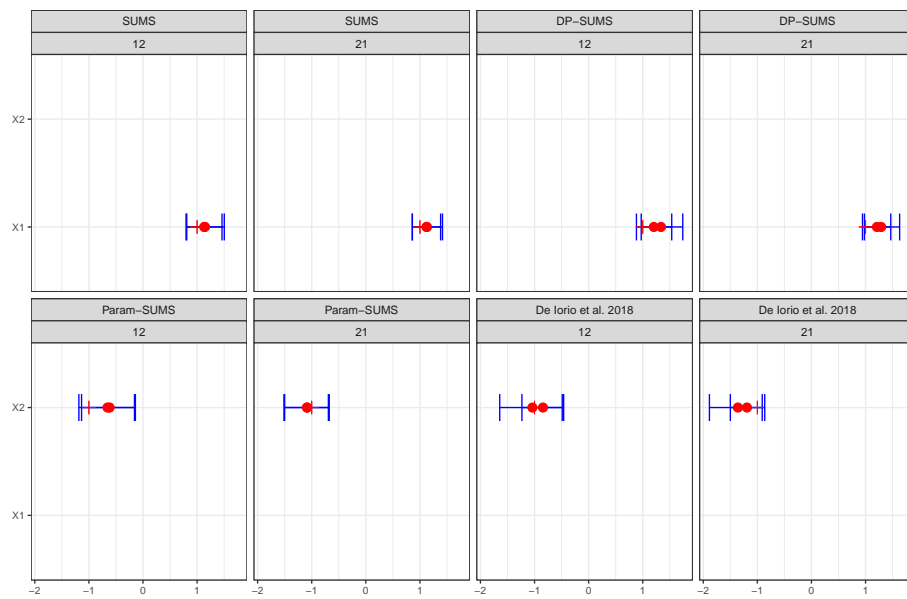 SUMS SUMS DP−SUMS DP−SUMS
12 21 12 21
X2
X1
Param−SUMS Param−SUMS De Iorio et al. 2018 De Iorio et al. 2018
12 21 12 21
X2
X1
−2 −1 0 1 −2 −1 0 1 −2 −1 0 1 −2 −1 0 1